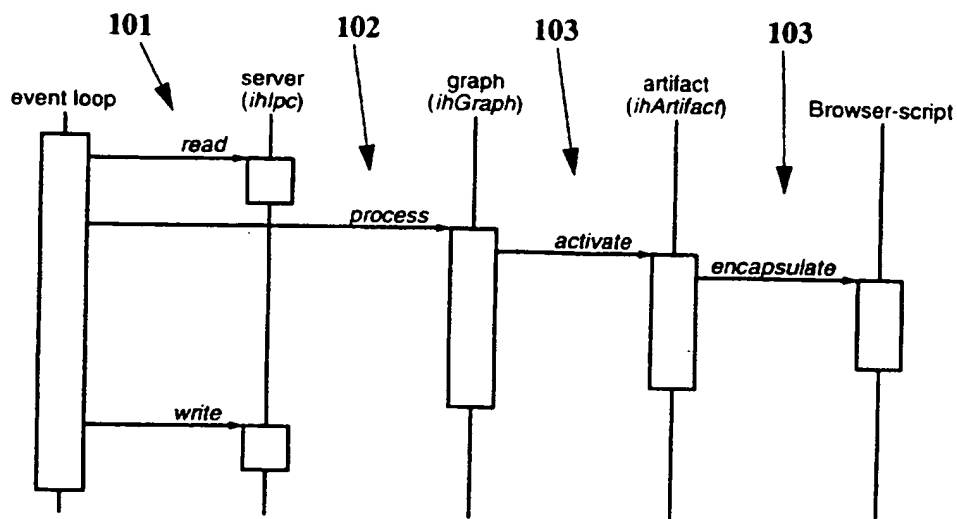 101
102
103
103
event loop
server
(ihIpc)
graph
(ihGraph)
artifact
(ihArtifact)
Browser-script
read
process
activate
encapsulate
write